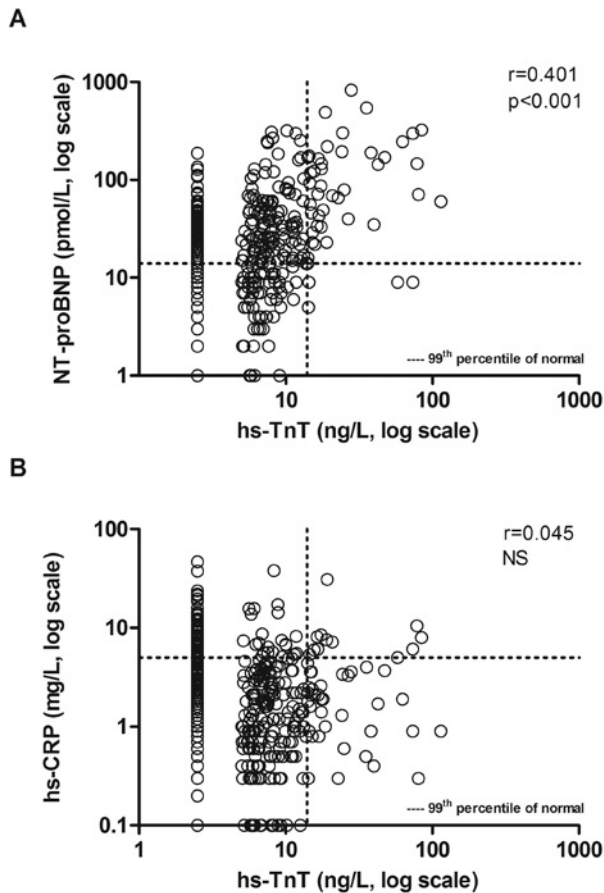 A
1000
r=0.401
p<0.001
NT-proBNP (pmol/L, log scale)
100
10
---- 99th percentile of normal
1
10
100
1000
hs-TnT (ng/L, log scale)
B
100
r=0.045
NS
hs-CRP (mg/L, log scale)
10
1
---- 99th percentile of normal
0.1
1
10
100
1000
hs-TnT (ng/L, log scale)